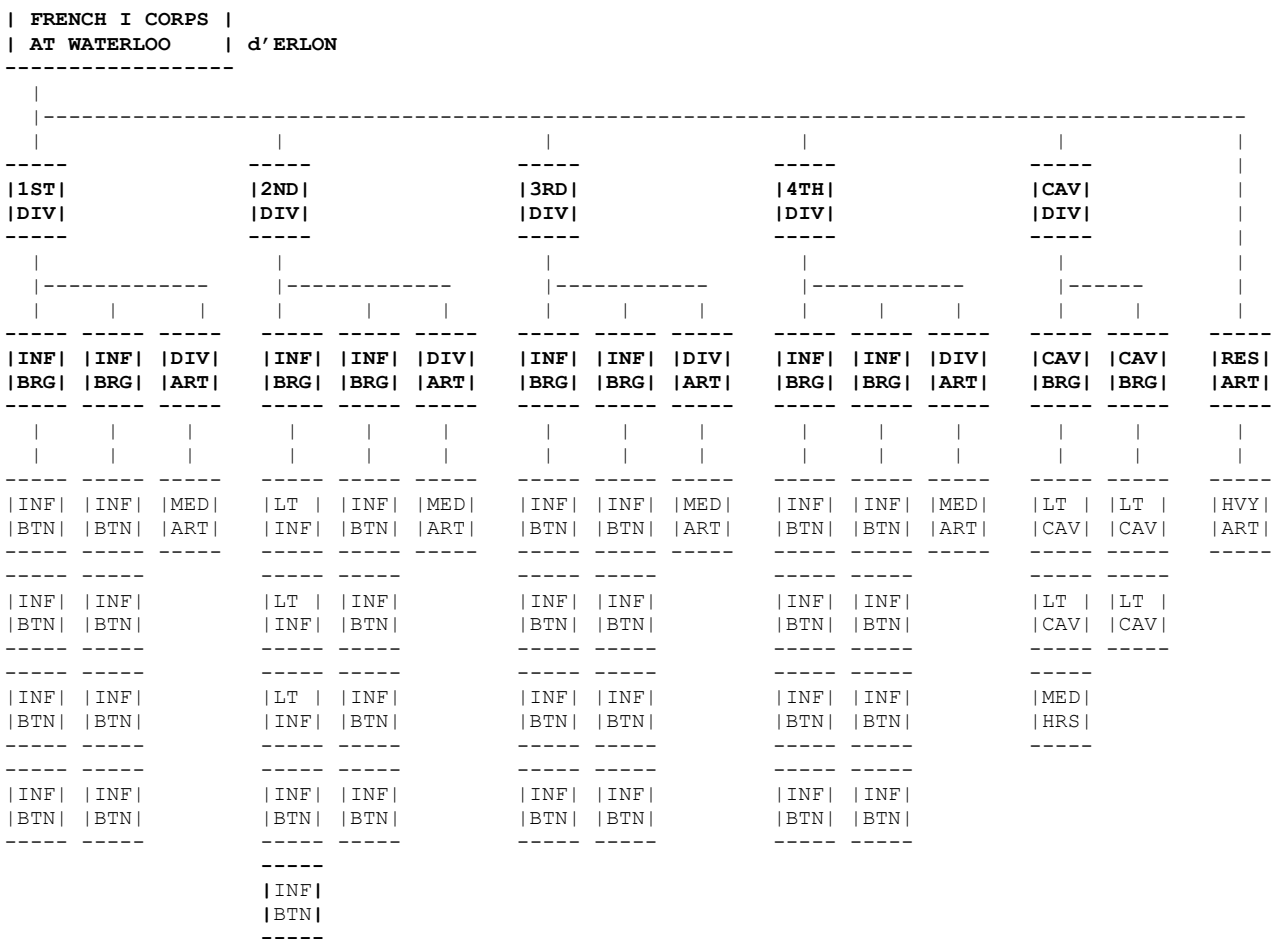 | FRENCH I CORPS |
| AT WATERLOO    | d'ERLON
|1ST| |2ND| |3RD| |4TH| |CAV|
|DIV| |DIV| |DIV| |DIV| |DIV|
|INF| |INF| |DIV| |INF| |INF| |DIV| |INF| |INF| |DIV| |INF| |INF| |DIV| |CAV| |CAV| |RES|
|BRG| |BRG| |ART| |BRG| |BRG| |ART| |BRG| |BRG| |ART| |BRG| |BRG| |ART| |BRG| |BRG| |ART|
|INF| |INF| |MED| |LT | |INF| |MED| |INF| |INF| |MED| |INF| |INF| |MED| |LT | |LT | |HVY|
|BTN| |BTN| |ART| |INF| |BTN| |ART| |BTN| |BTN| |ART| |BTN| |BTN| |ART| |CAV| |CAV| |ART|
|INF| |INF| |LT | |INF| |INF| |INF| |INF| |INF| |LT | |LT |
|BTN| |BTN| |INF| |BTN| |BTN| |BTN| |BTN| |BTN| |CAV| |CAV|
|INF| |INF| |LT | |INF| |INF| |INF| |INF| |INF| |MED|
|BTN| |BTN| |INF| |BTN| |BTN| |BTN| |BTN| |BTN| |HRS|
|INF| |INF| |INF| |INF| |INF| |INF| |INF| |INF|
|BTN| |BTN| |BTN| |BTN| |BTN| |BTN| |BTN| |BTN|
|INF|
|BTN|